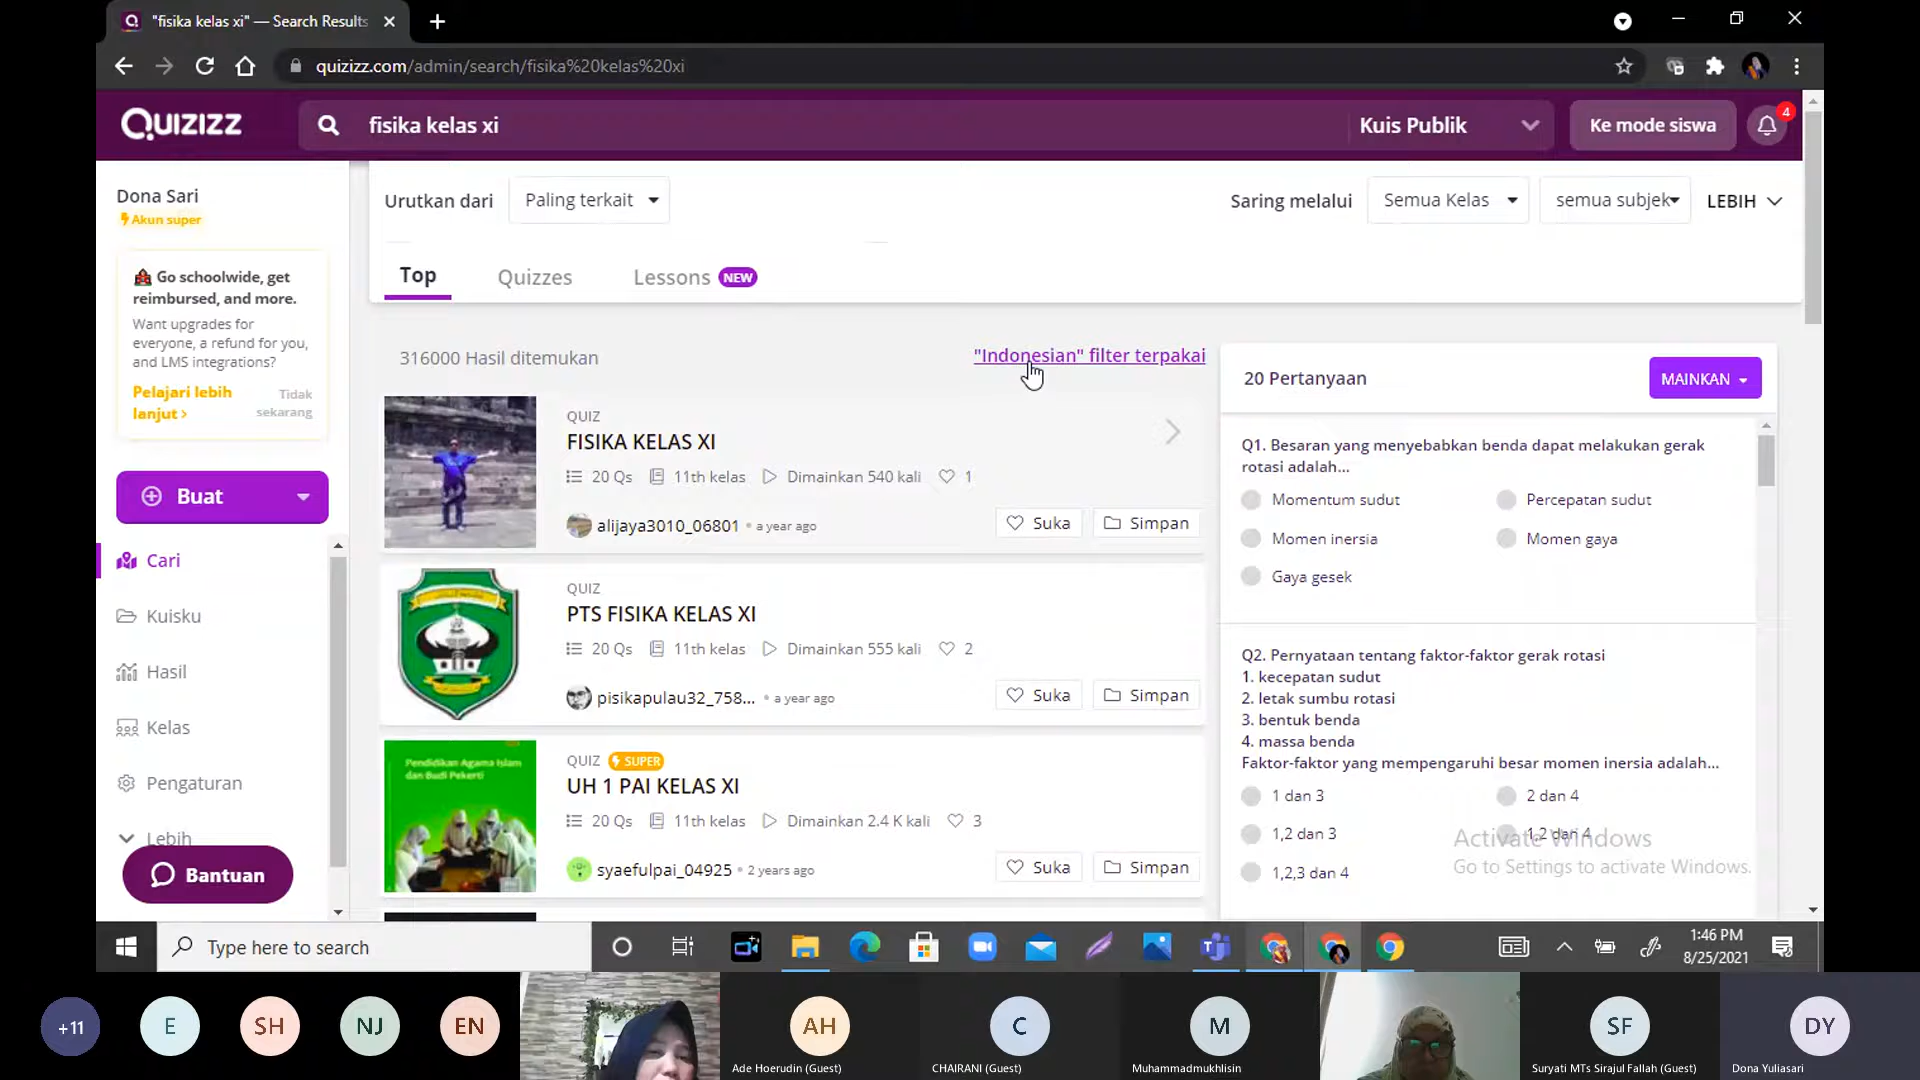 "fisika kelas xi" — Search Results
quizizz.com/admin/search/fisika%20kelas%20xi
QUIZIZZ
fisika kelas xi
Kuis Publik
Ke mode siswa
4
Dona Sari
Akun super
Go schoolwide, get
reimbursed, and more.
Want upgrades for
everyone, a refund for you,
and LMS integrations?
Pelajari lebih
lanjut >
Tidak
sekarang
Buat
Cari
Kuisku
Hasil
Kelas
Pengaturan
Lebih
Bantuan
Urutkan dari
Paling terkait
Saring melalui
Semua Kelas
semua subjek
LEBIH
Top
Quizzes
Lessons NEW
316000 Hasil ditemukan
"Indonesian" filter terpakai
QUIZ
FISIKA KELAS XI
20 Qs 11th kelas Dimainkan 540 kali 1
alijaya3010_06801 • a year ago
Suka
Simpan
QUIZ
PTS FISIKA KELAS XI
20 Qs 11th kelas Dimainkan 555 kali 2
pisikapulau32_758... • a year ago
Suka
Simpan
Pendidikan Agama Islam
dan Budi Pekerti
QUIZ SUPER
UH 1 PAI KELAS XI
20 Qs 11th kelas Dimainkan 2.4 K kali 3
syaefulpai_04925 • 2 years ago
Suka
Simpan
20 Pertanyaan
MAINKAN
Q1. Besaran yang menyebabkan benda dapat melakukan gerak
rotasi adalah...
Momentum sudut
Percepatan sudut
Momen inersia
Momen gaya
Gaya gesek
Q2. Pernyataan tentang faktor-faktor gerak rotasi
1. kecepatan sudut
2. letak sumbu rotasi
3. bentuk benda
4. massa benda
Faktor-faktor yang mempengaruhi besar momen inersia adalah...
1 dan 3
2 dan 4
1,2 dan 3
1,2 dan 4
1,2,3 dan 4
Activate Windows
Go to Settings to activate Windows.
Type here to search
1:46 PM
8/25/2021
+11
E
SH
NJ
EN
AH
Ade Hoerudin (Guest)
C
CHAIRANI (Guest)
M
Muhammadmukhlisin
SF
Suryati MTs Sirajul Fallah (Guest)
DY
Dona Yuliasari